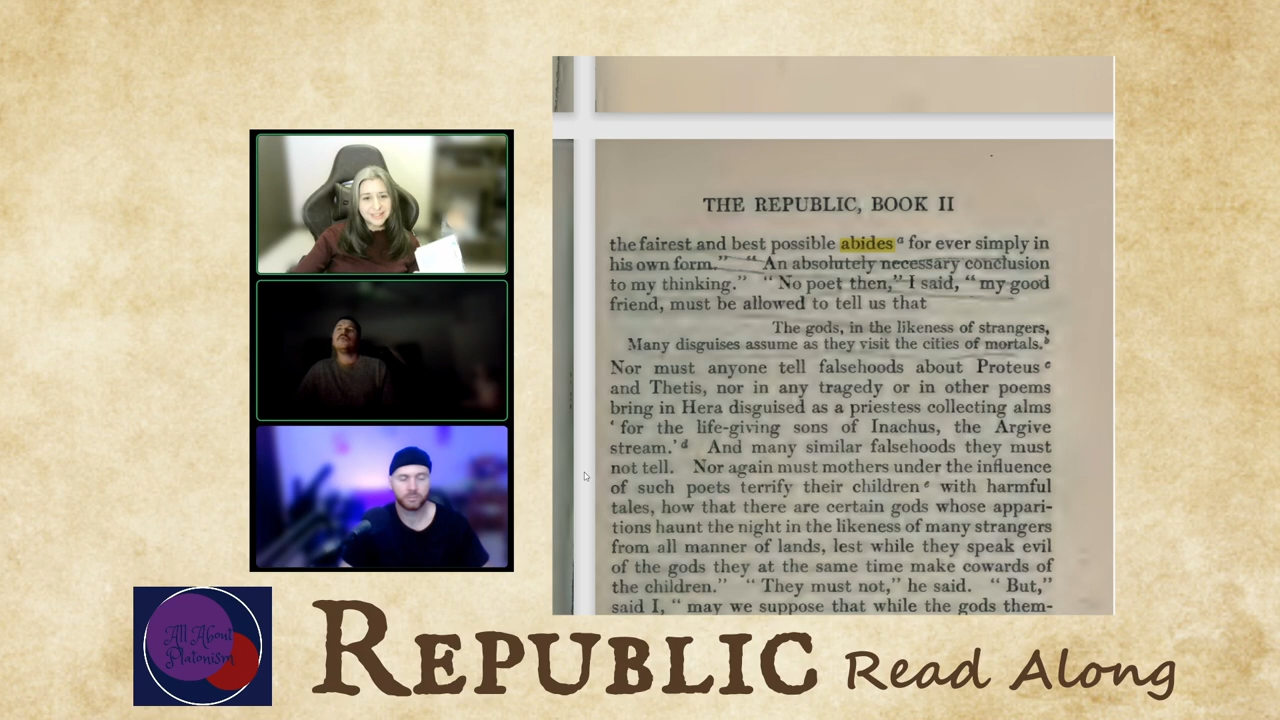 THE REPUBLIC, BOOK II
the fairest and best possible abides ᵃ for ever simply in
his own form.” “ An absolutely necessary conclusion
to my thinking.” “ No poet then,” I said, “ my good
friend, must be allowed to tell us that
The gods, in the likeness of strangers,
Many disguises assume as they visit the cities of mortals.ᵇ
Nor must anyone tell falsehoods about Proteus ᶜ
and Thetis, nor in any tragedy or in other poems
bring in Hera disguised as a priestess collecting alms
‘ for the life-giving sons of Inachus, the Argive
stream.’ ᵈ And many similar falsehoods they must
not tell. Nor again must mothers under the influence
of such poets terrify their children ᵉ with harmful
tales, how that there are certain gods whose appari-
tions haunt the night in the likeness of many strangers
from all manner of lands, lest while they speak evil
of the gods they at the same time make cowards of
the children.” “ They must not,” he said. “ But,”
said I, “ may we suppose that while the gods them-
All About
Platonism
REPUBLIC Read Along